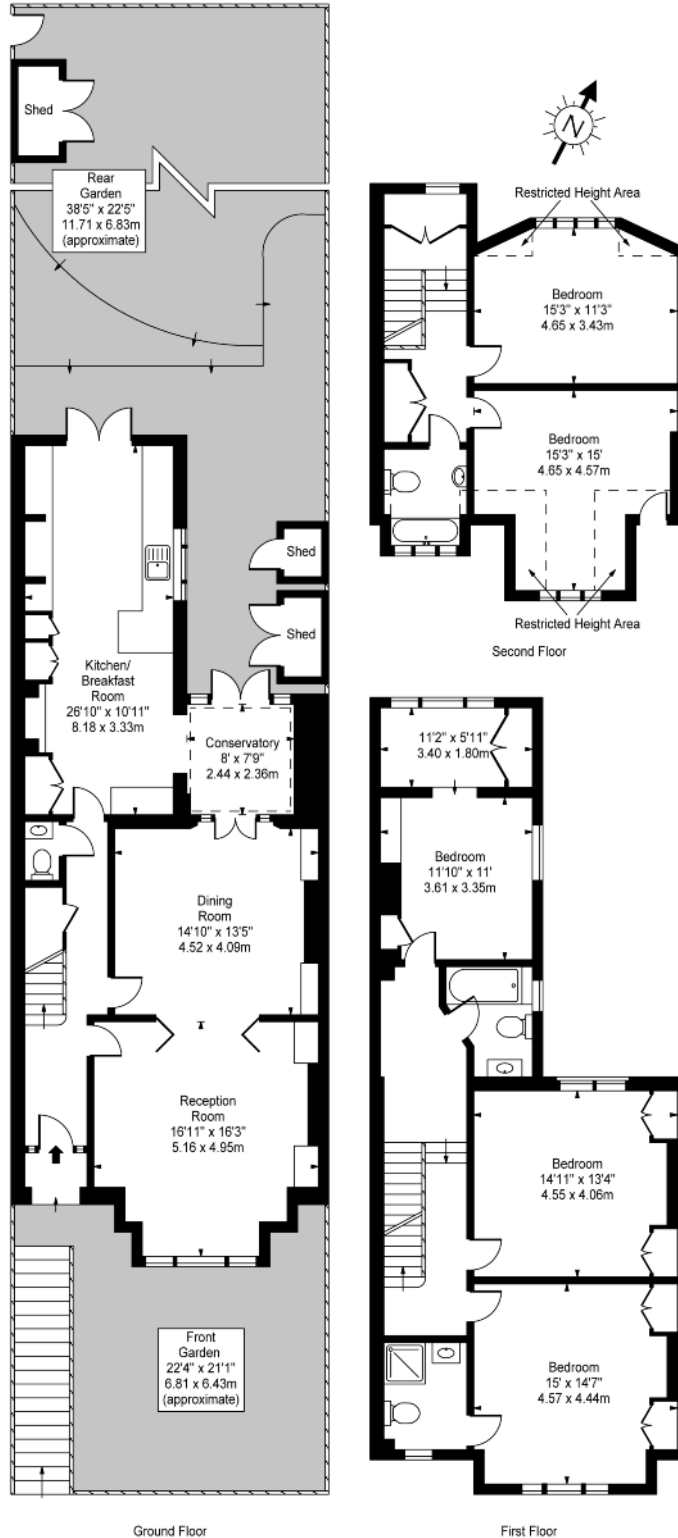 Shed
Rear
Garden
38'5" x 22'5"
11.71 x 6.83m
(approximate)
Shed
Shed
Kitchen/
Breakfast
Room
26'10" x 10'11"
8.18 x 3.33m
Conservatory
8' x 7'9"
2.44 x 2.36m
Dining
Room
14'10" x 13'5"
4.52 x 4.09m
Reception
Room
16'11" x 16'3"
5.16 x 4.95m
Front
Garden
22'4" x 21'1"
6.81 x 6.43m
(approximate)
Ground Floor
N
Restricted Height Area
Bedroom
15'3" x 11'3"
4.65 x 3.43m
Bedroom
15'3" x 15'
4.65 x 4.57m
Restricted Height Area
Second Floor
11'2" x 5'11"
3.40 x 1.80m
Bedroom
11'10" x 11'
3.61 x 3.35m
Bedroom
14'11" x 13'4"
4.55 x 4.06m
Bedroom
15' x 14'7"
4.57 x 4.44m
First Floor